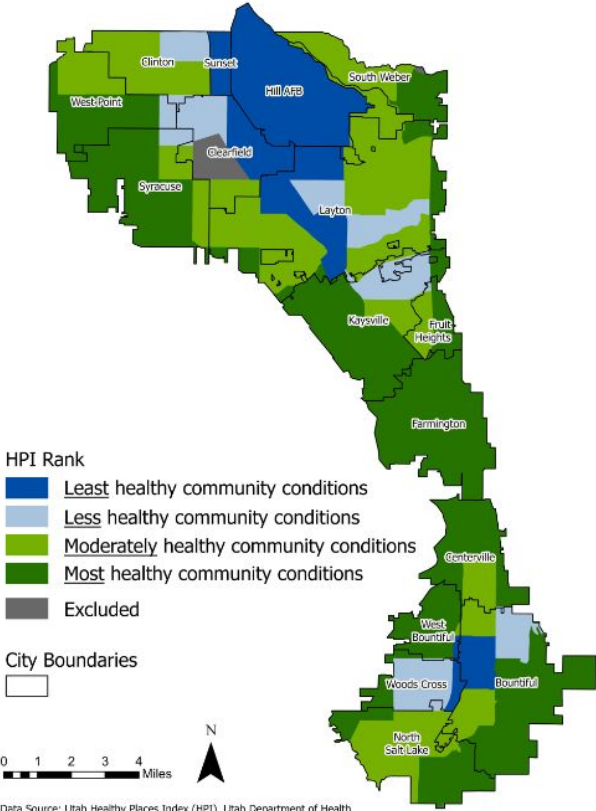 Clinton
Sunset
South Weber
Hill AFB
West Point
Clearfield
Syracuse
Layton
Kaysville
Fruit
Heights
Farmington
HPI Rank
Least healthy community conditions
Less healthy community conditions
Moderately healthy community conditions
Most healthy community conditions
Excluded
Centerville
City Boundaries
West
Bountiful
Woods Cross
Bountiful
N
North
Salt Lake
0 1 2 3 4
Miles
Data Source: Utah Healthy Places Index (HPI), Utah Department of Health